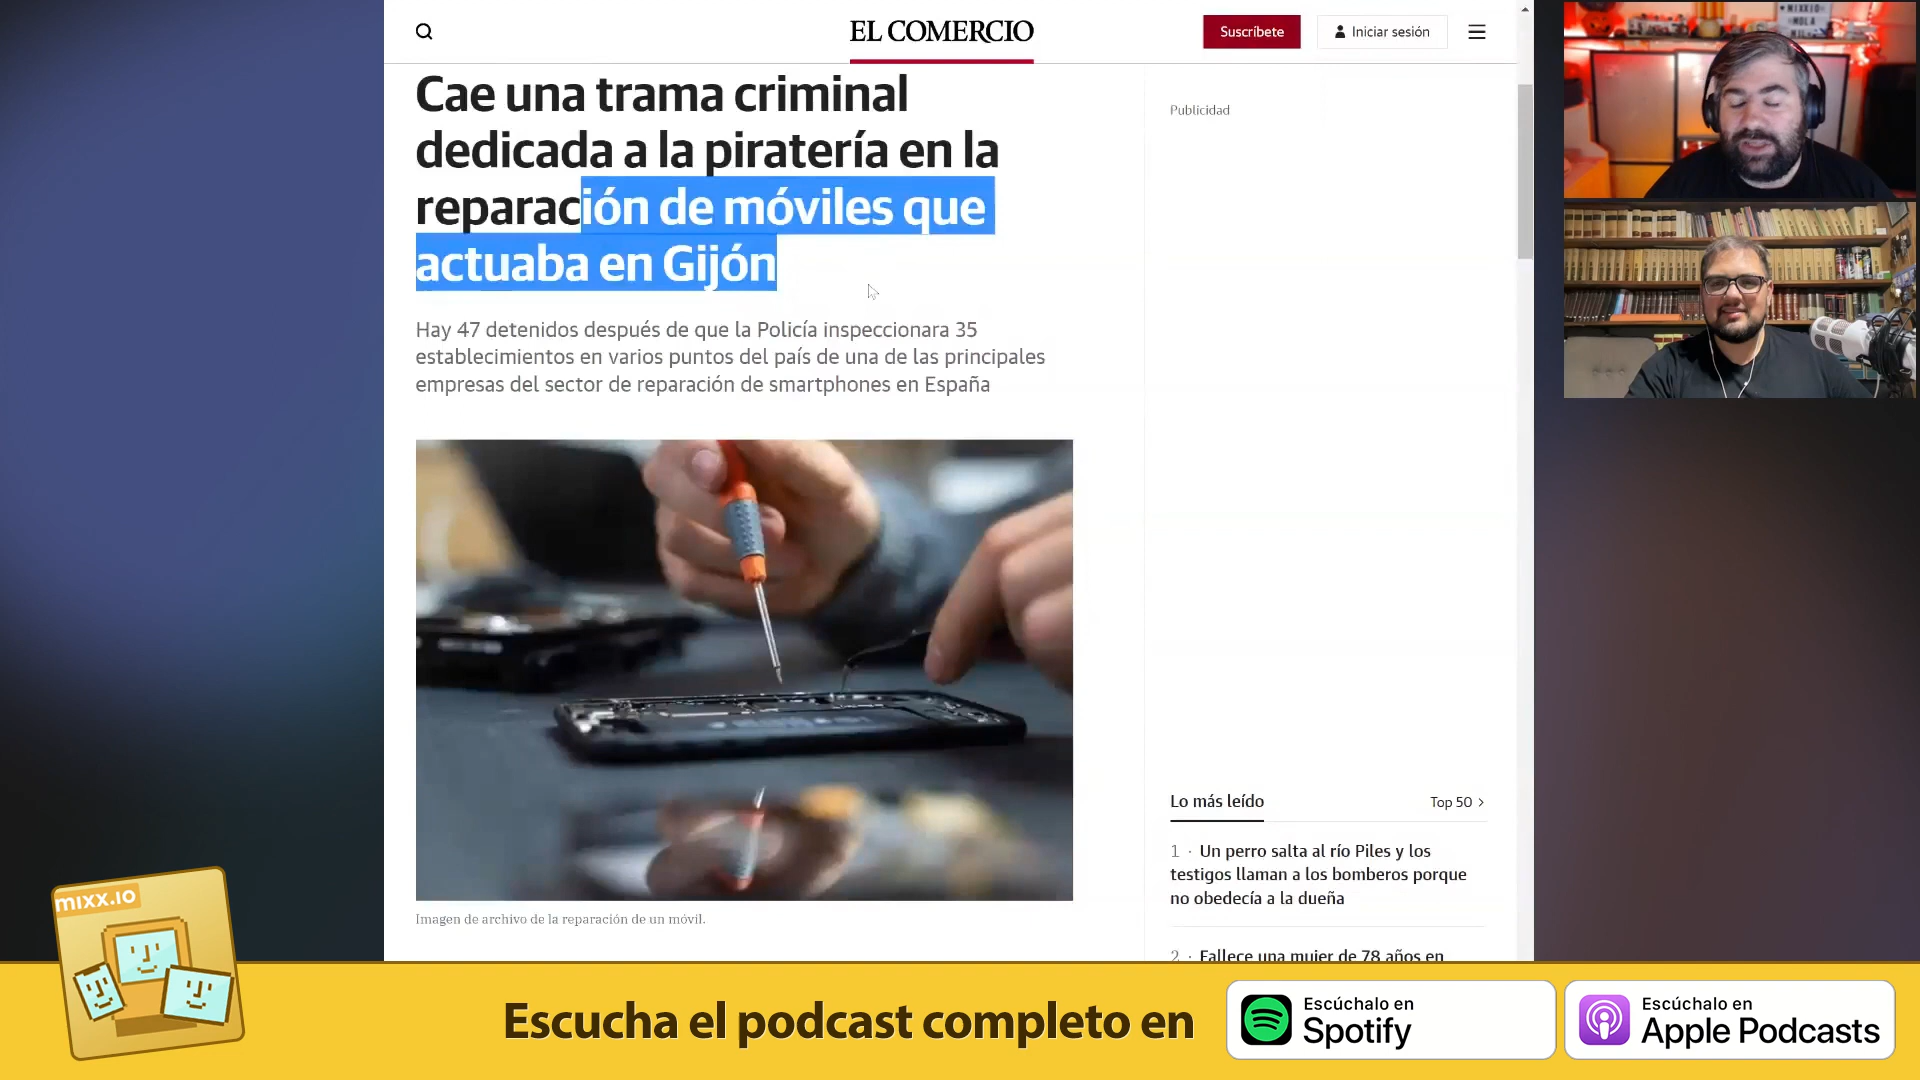 EL COMERCIO
Suscríbete
Iniciar sesión
Cae una trama criminal
dedicada a la piratería en la
reparación de móviles que
actuaba en Gijón
Hay 47 detenidos después de que la Policía inspeccionara 35
establecimientos en varios puntos del país de una de las principales
empresas del sector de reparación de smartphones en España
Imagen de archivo de la reparación de un móvil.
Publicidad
Lo más leído
Top 50 >
1 · Un perro salta al río Piles y los
testigos llaman a los bomberos porque
no obedecía a la dueña
2 · Fallece una mujer de 78 años en
mixx.io
Escucha el podcast completo en
Escúchalo en
Spotify
Escúchalo en
Apple Podcasts